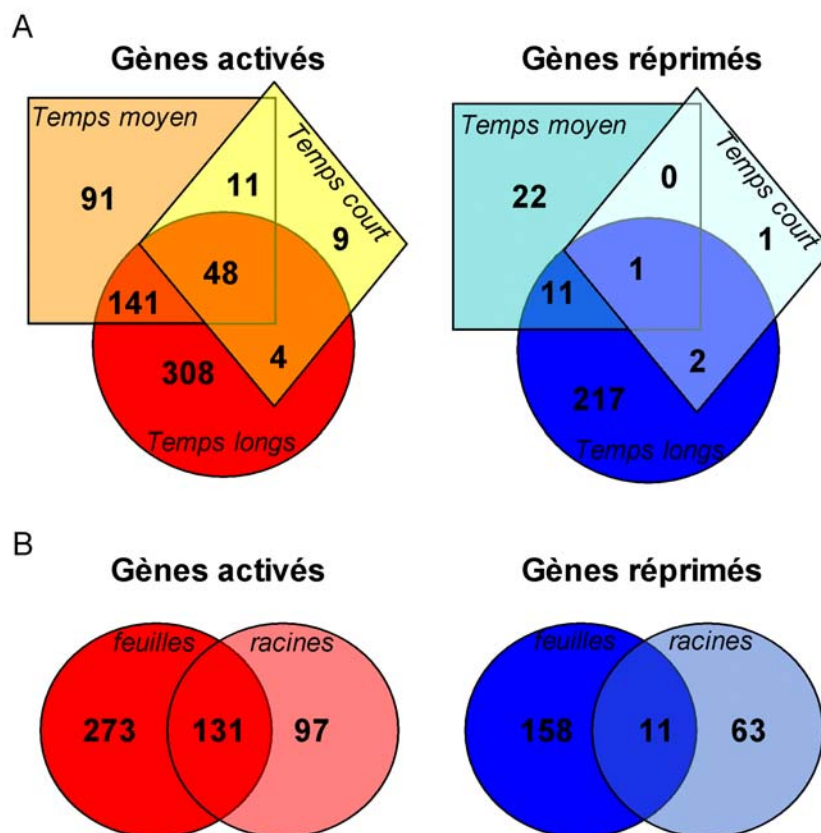 A
Gènes activés
Gènes réprimés
Temps moyen
Temps court
91
11
9
48
141
4
308
Temps longs
Temps moyen
Temps court
22
0
1
1
11
2
217
Temps longs
B
Gènes activés
Gènes réprimés
feuilles
racines
273
131
97
feuilles
racines
158
11
63